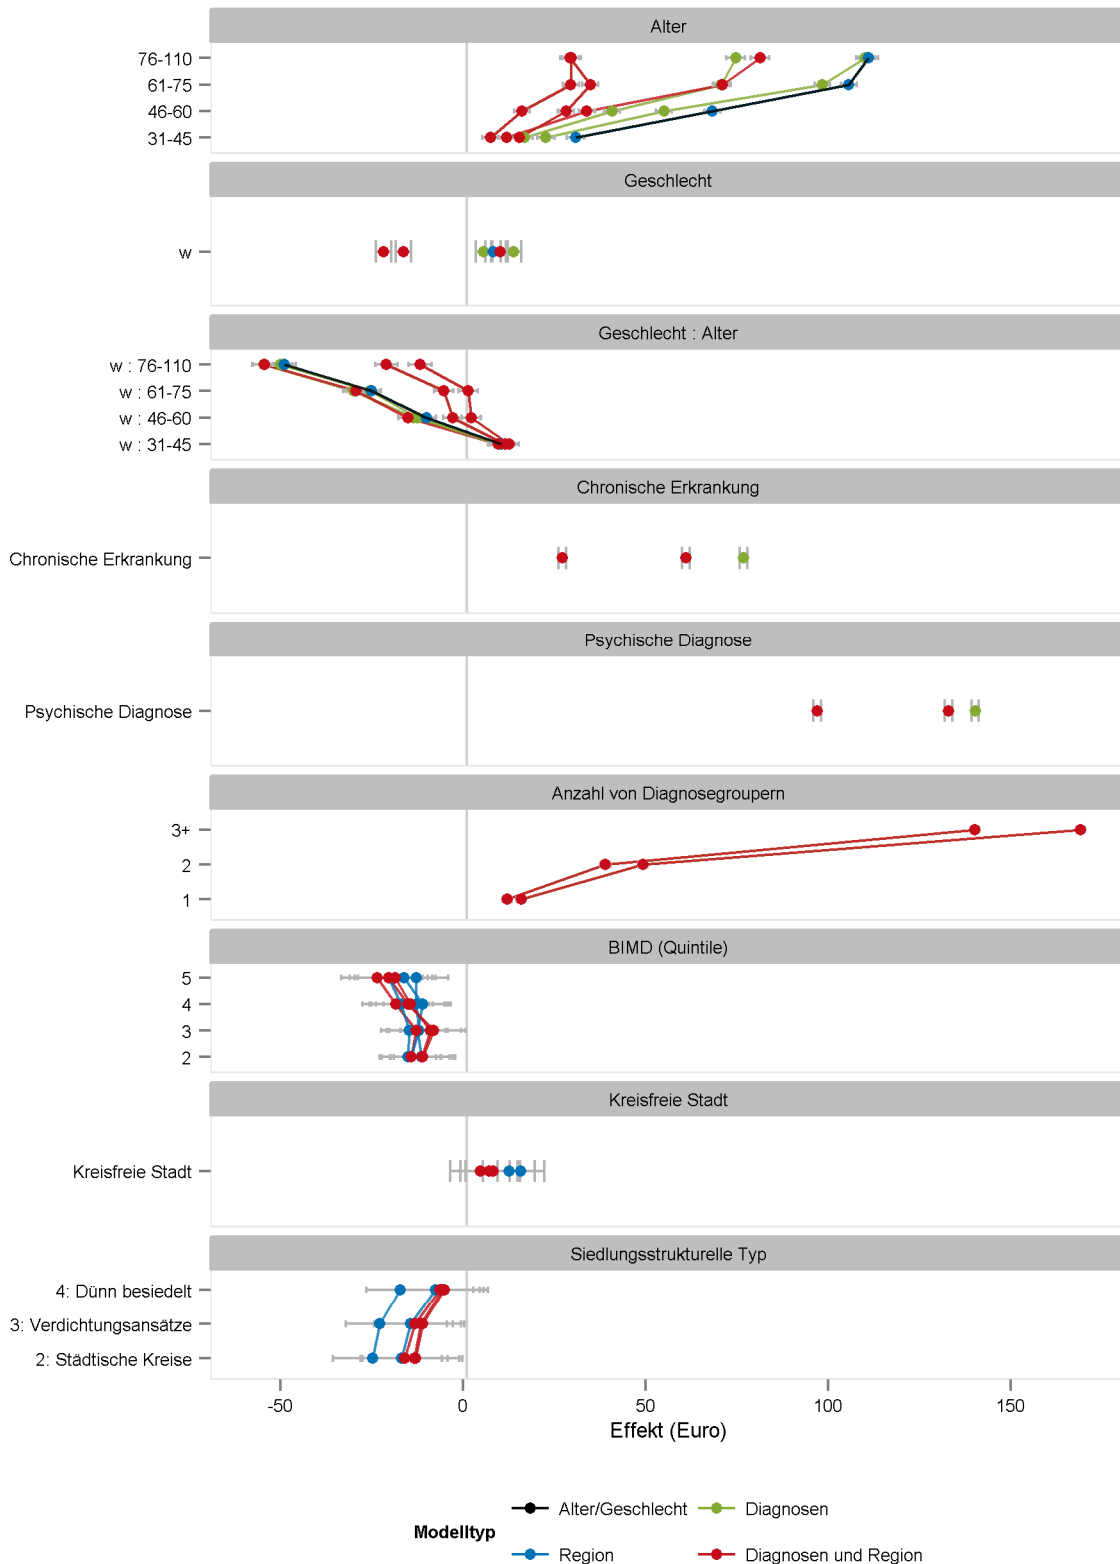 Alter
76-110
61-75
46-60
31-45
Geschlecht
w
Geschlecht : Alter
w : 76-110
w : 61-75
w : 46-60
w : 31-45
Chronische Erkrankung
Chronische Erkrankung
Psychische Diagnose
Psychische Diagnose
Anzahl von Diagnosegroupern
3+
2
1
BIMD (Quintile)
5
4
3
2
Kreisfreie Stadt
Kreisfreie Stadt
Siedlungsstrukturelle Typ
4: Dünn besiedelt
3: Verdichtungsansätze
2: Städtische Kreise
-50 0 50 100 150
Effekt (Euro)
Modelltyp
Alter/Geschlecht Diagnosen
Region Diagnosen und Region